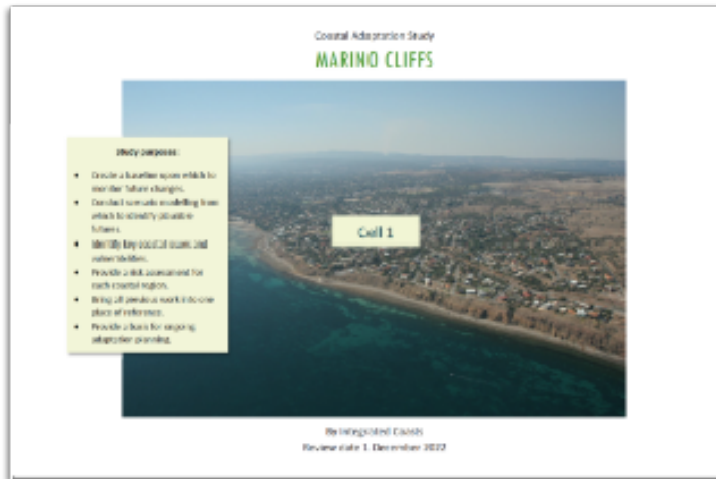 Coastal Adaptation Study
MARINO CLIFFS
Study purposes:
• Create a baseline upon which to
monitor future changes.
• Conduct scenario modelling from
which to identify plausible
futures.
• Identify key coastal issues and
vulnerabilities.
• Provide a risk assessment for
each coastal region.
• Bring all previous work into one
place of reference.
• Provide a basis for ongoing
adaptation planning.
Cell 1
By Integrated Coasts
Review date 1 December 2022